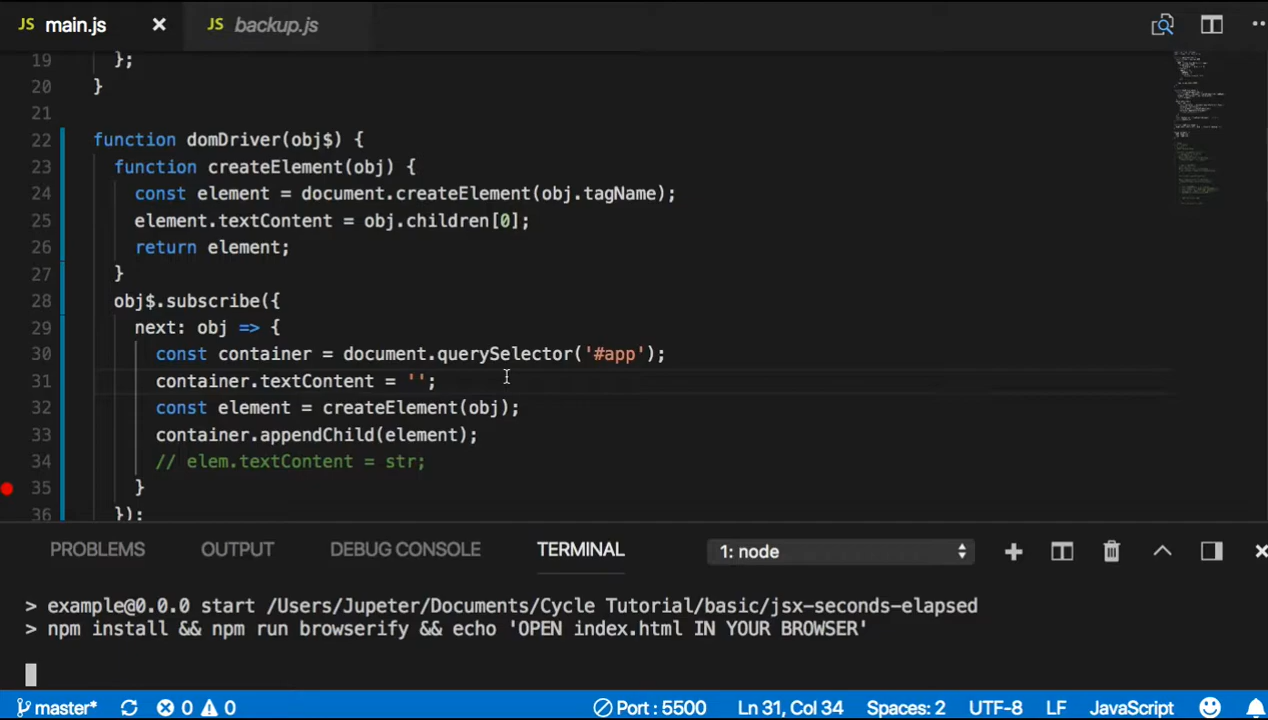 JS main.js × JS backup.js
19 };
20 }
21
22 function domDriver(obj$) {
23 function createElement(obj) {
24 const element = document.createElement(obj.tagName);
25 element.textContent = obj.children[0];
26 return element;
27 }
28 obj$.subscribe({
29 next: obj => {
30 const container = document.querySelector('#app');
31 container.textContent = '';
32 const element = createElement(obj);
33 container.appendChild(element);
34 // elem.textContent = str;
35 }
36 });
PROBLEMS OUTPUT DEBUG CONSOLE TERMINAL 1: node
> example@0.0.0 start /Users/Jupeter/Documents/Cycle Tutorial/basic/jsx-seconds-elapsed
> npm install && npm run browserify && echo 'OPEN index.html IN YOUR BROWSER'
master* 0 0 Port : 5500 Ln 31, Col 34 Spaces: 2 UTF-8 LF JavaScript